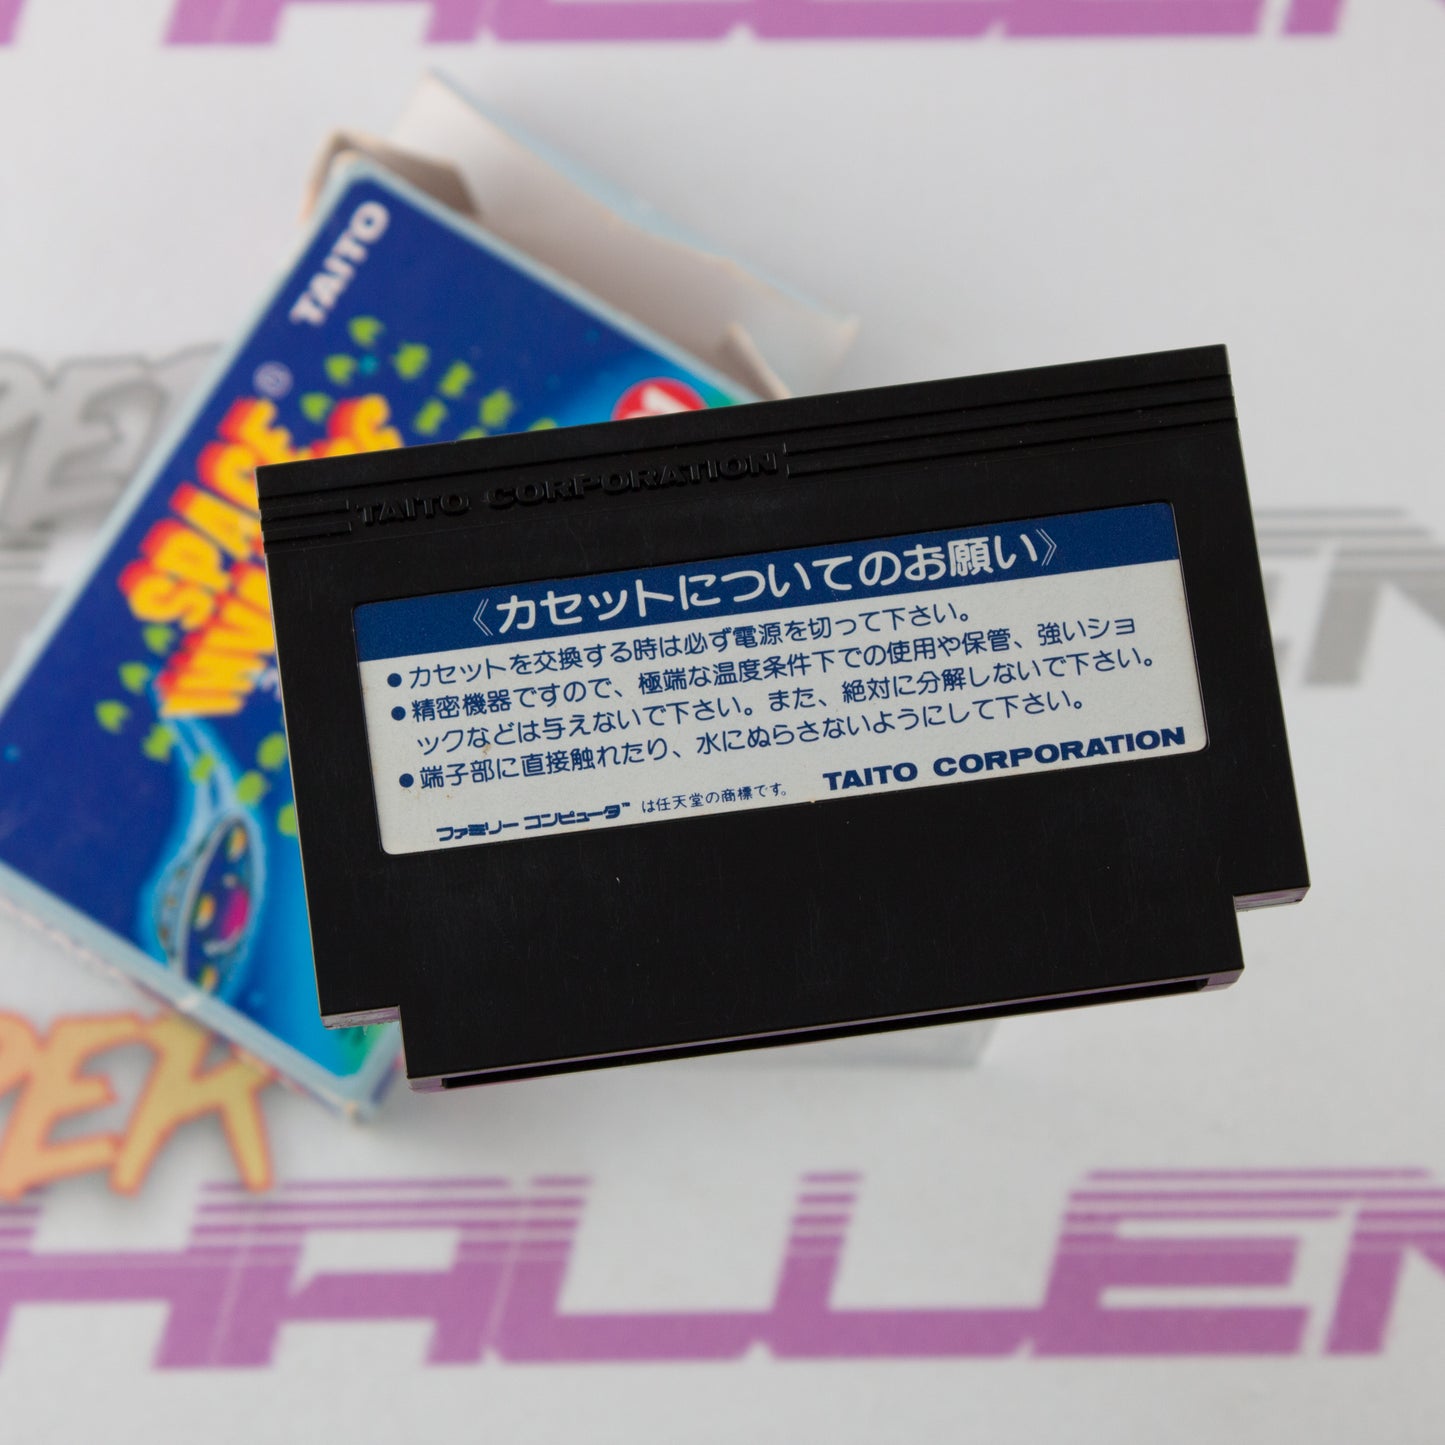 TAITO
SPACE
TAITO CORPORATION
《カセットについてのお願い》
●カセットを交換する時は必ず電源を切って下さい。
●精密機器ですので、極端な温度条件下での使用や保管、強いショ
ックなどは与えないで下さい。また、絶対に分解しないで下さい。
●端子部に直接触れたり、水にぬらさないようにして下さい。
TAITO CORPORATION
ファミリーコンピュータ™ は任天堂の商標です。